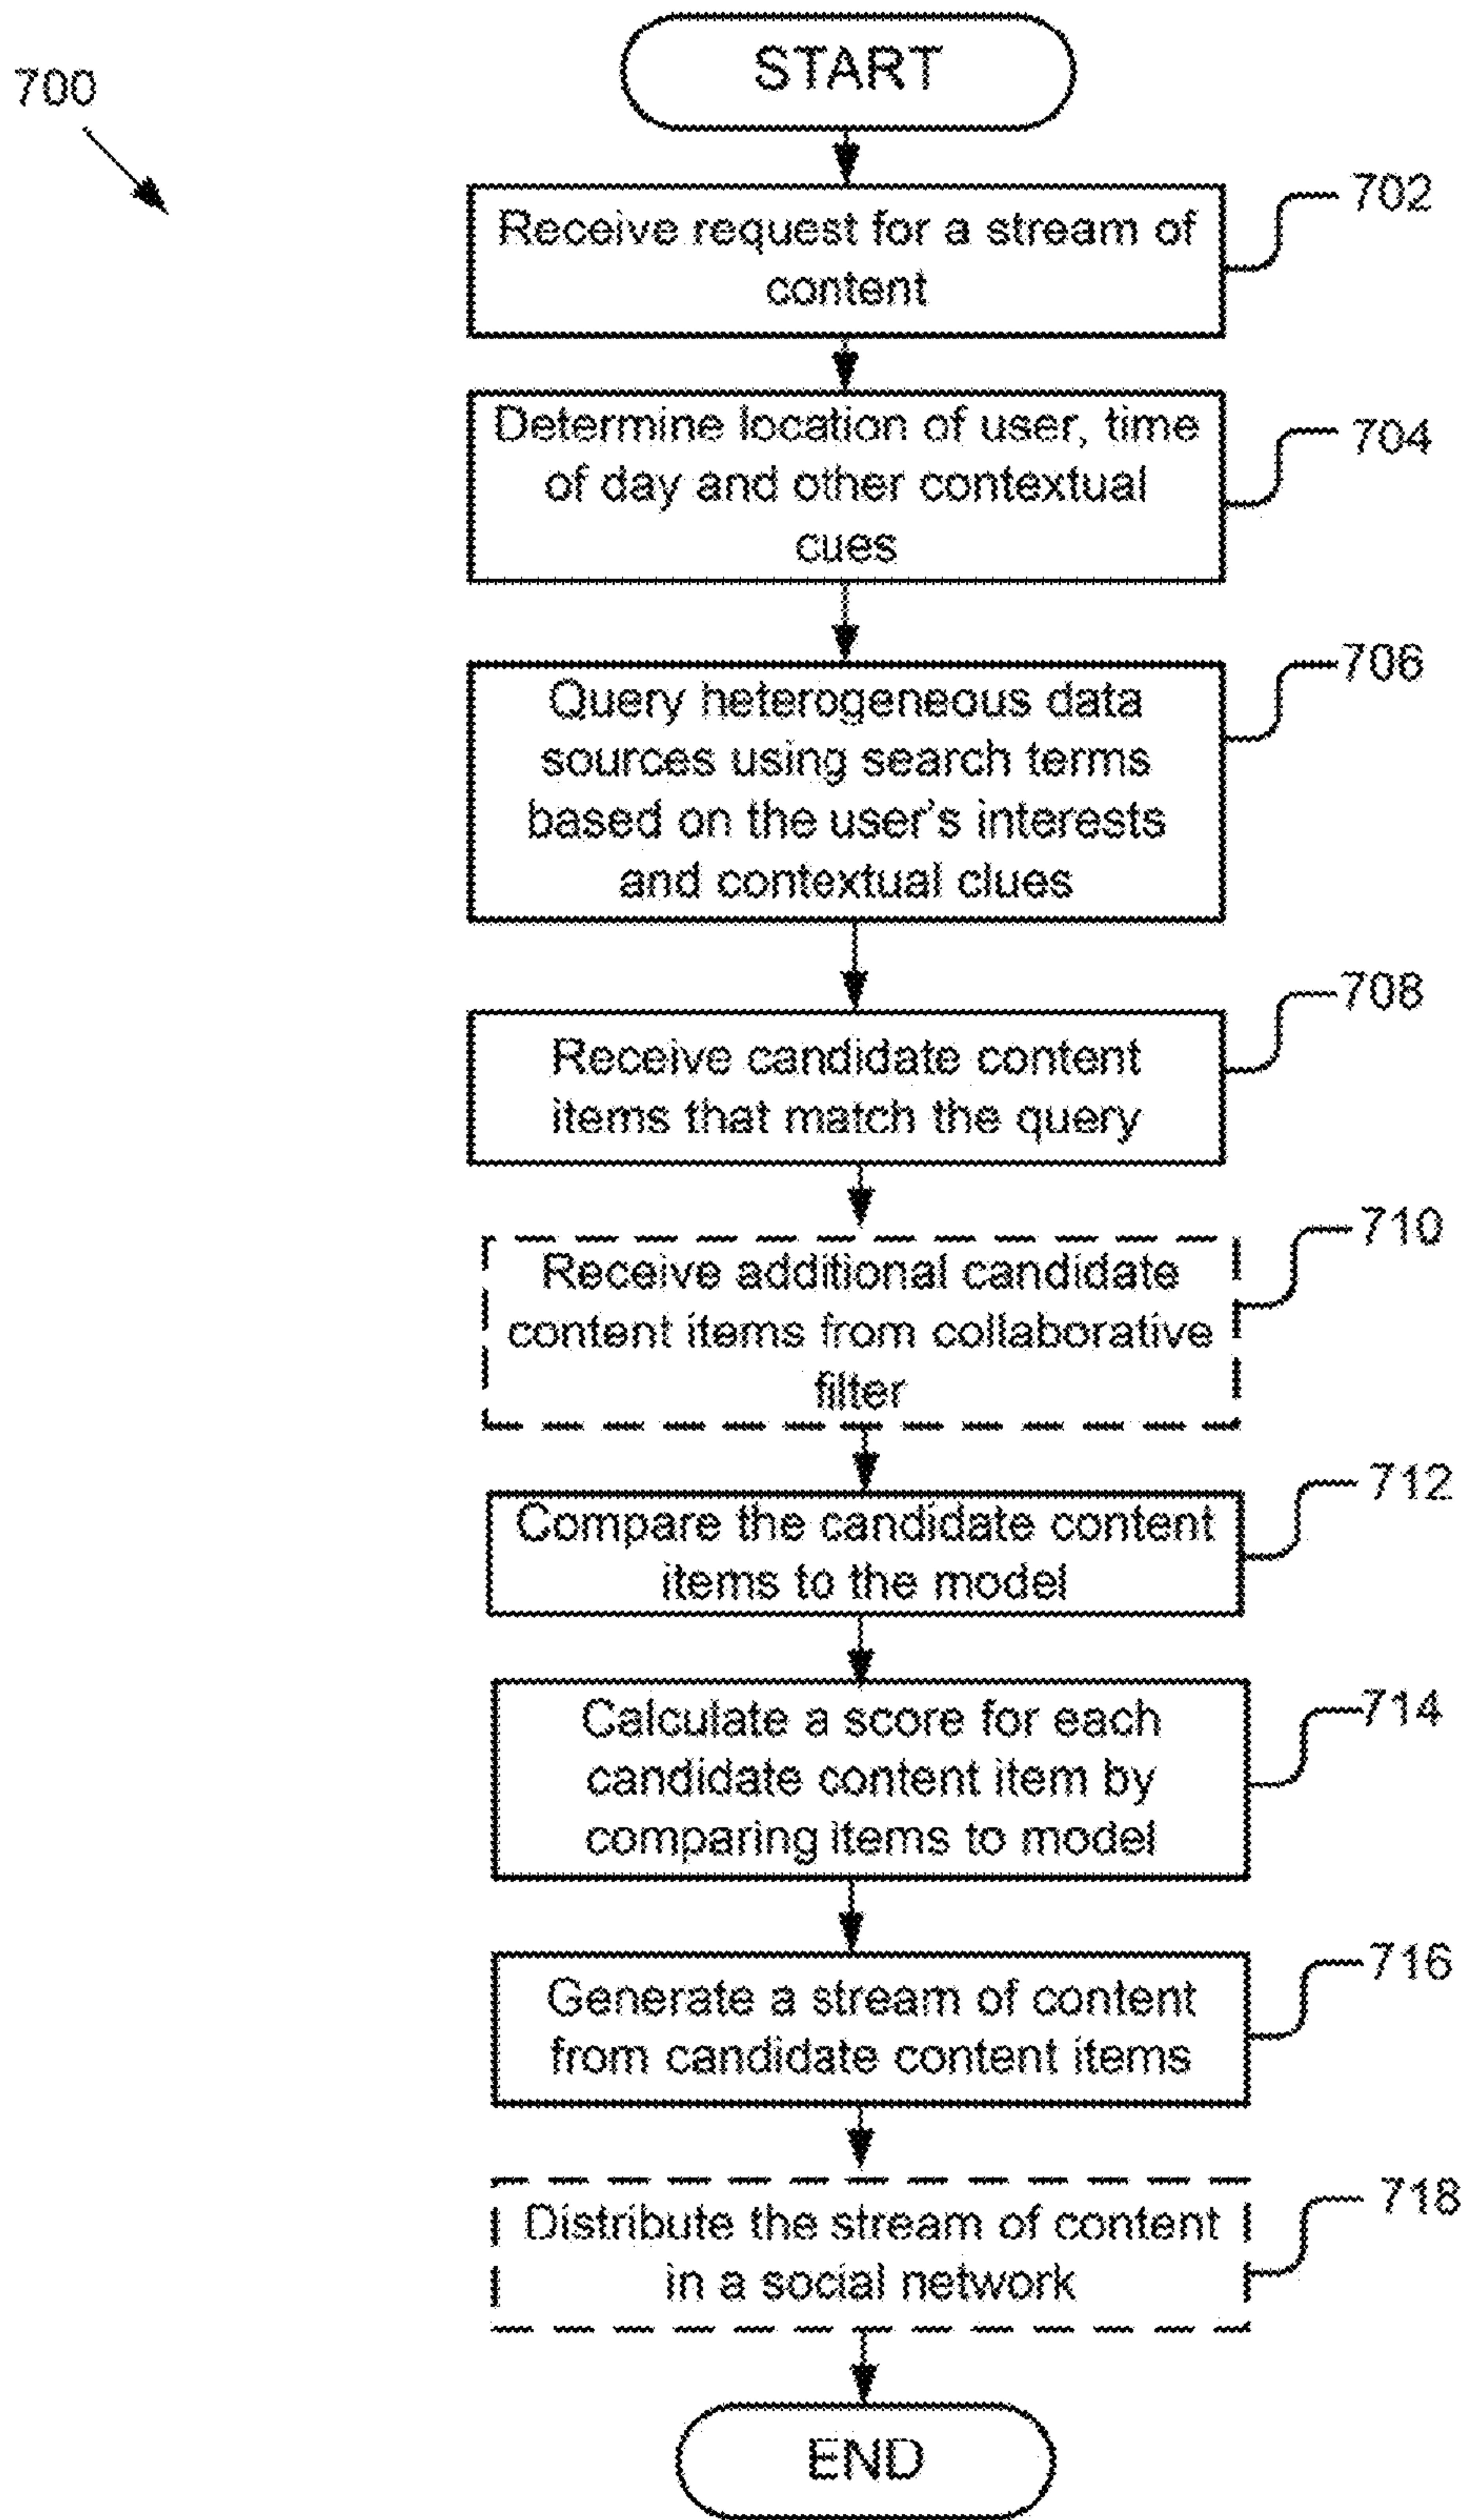 700
START
Receive request for a stream of
content
702
Determine location of user, time
of day and other contextual
cues
704
Query heterogeneous data
sources using search terms
based on the user's interests
and contextual clues
706
Receive candidate content
items that match the query
708
Receive additional candidate
content items from collaborative
filter
710
Compare the candidate content
items to the model
712
Calculate a score for each
candidate content item by
comparing items to model
714
Generate a stream of content
from candidate content items
716
Distribute the stream of content
in a social network
718
END